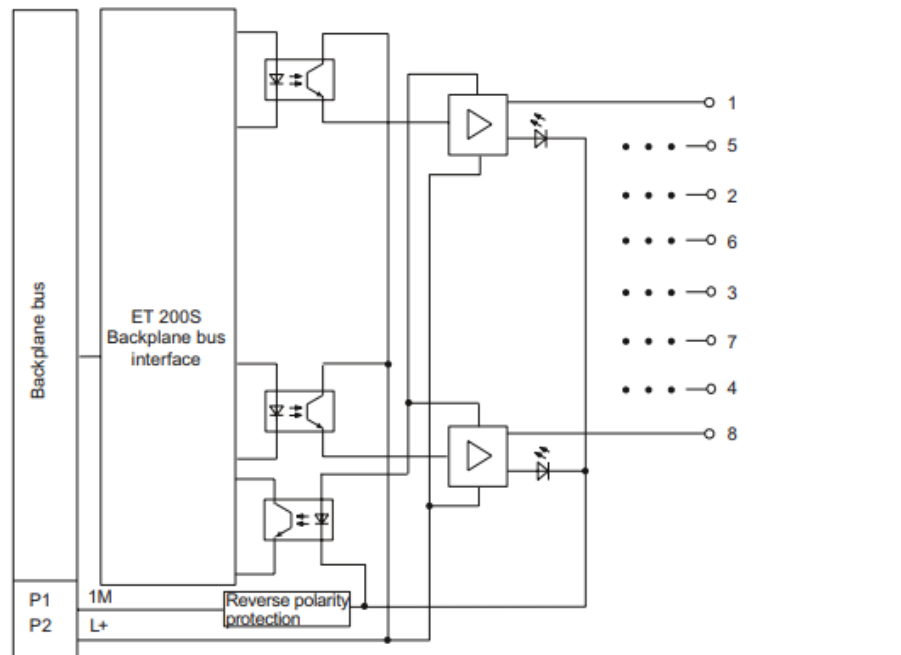 Backplane bus
ET 200S
Backplane bus
interface
1
5
2
6
3
7
4
8
P1
1M
Reverse polarity
protection
P2
L+